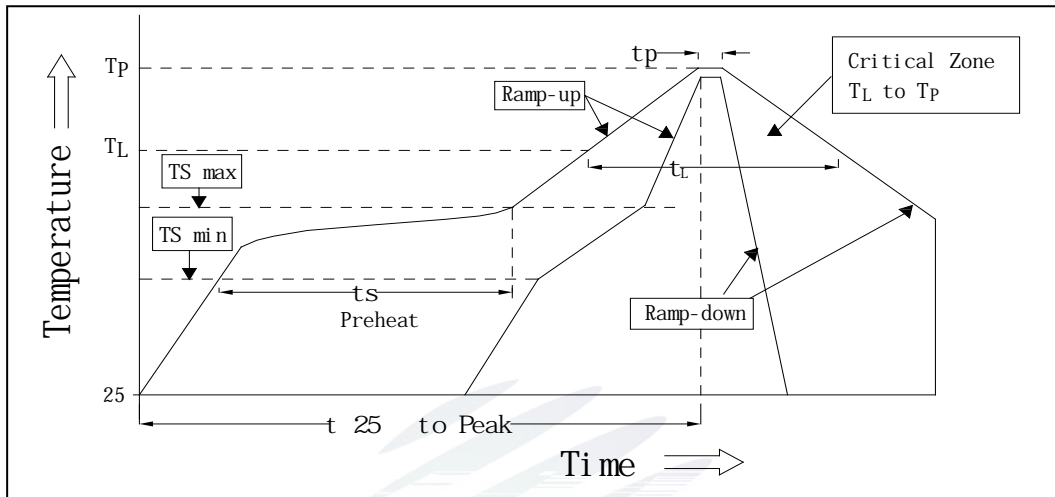 tp
TP
Critical Zone
TL to TP
Ramp-up
TL
TS max
tL
TS min
Temperature
ts
Preheat
Ramp-down
25
t 25 to Peak
Time